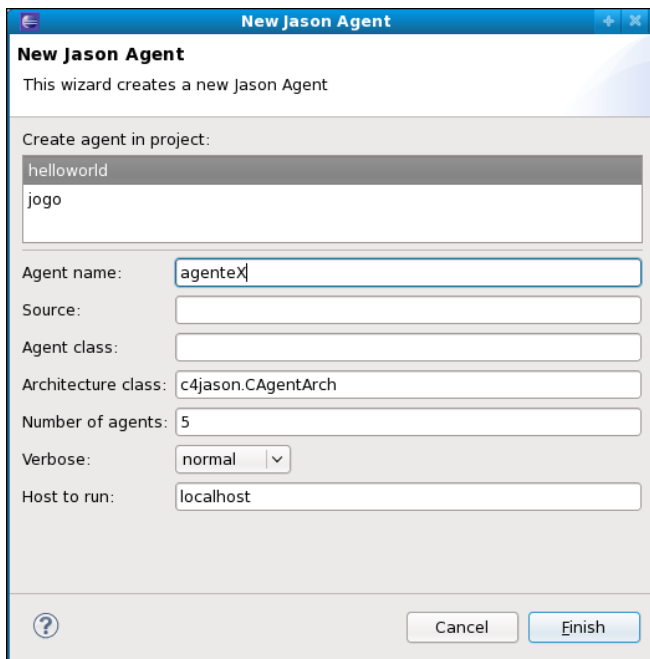 New Jason Agent
New Jason Agent
This wizard creates a new Jason Agent
Create agent in project:
helloworld
jogo
Agent name: agenteX
Source:
Agent class:
Architecture class: c4jason.CAgentArch
Number of agents: 5
Verbose: normal
Host to run: localhost
? Cancel Finish